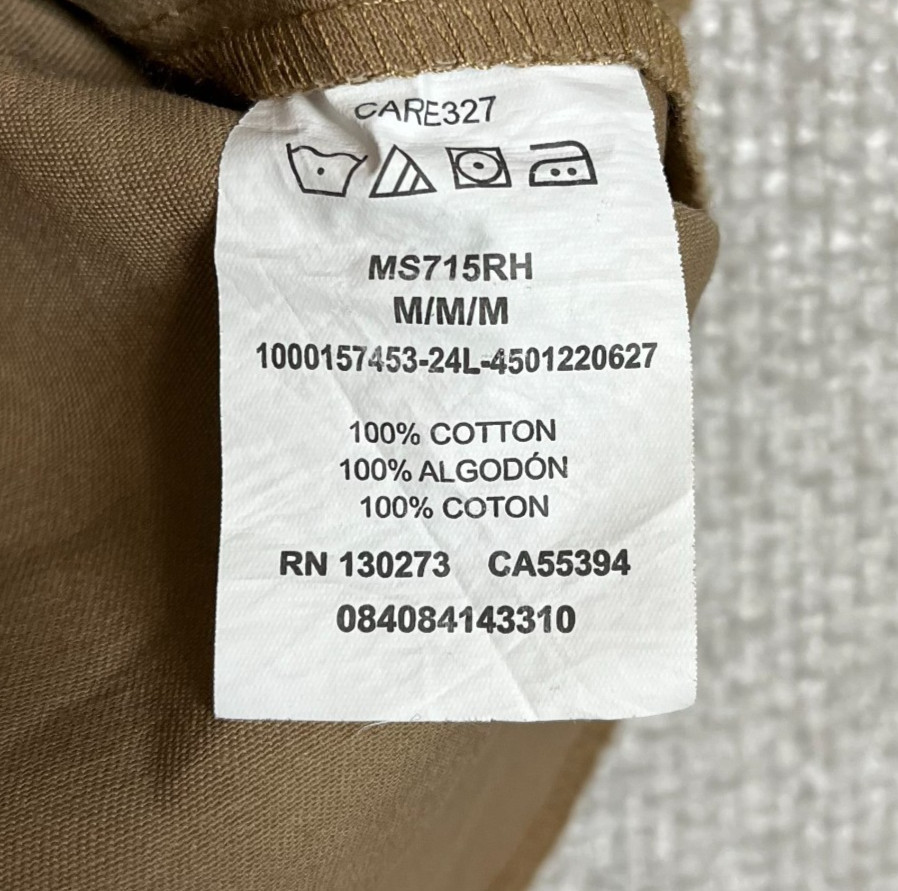 CARE327
MS715RH
M/M/M
1000157453-24L-4501220627
100% COTTON
100% ALGODÓN
100% COTON
RN 130273 CA55394
084084143310